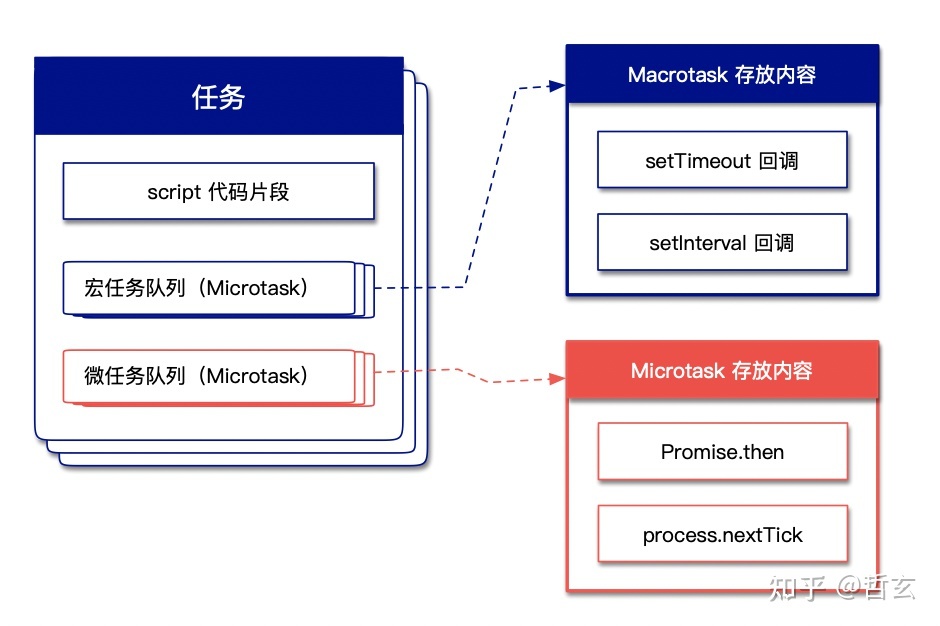 任务
script 代码片段
宏任务队列（Microtask）
微任务队列（Microtask）
Macrotask 存放内容
setTimeout 回调
setInterval 回调
Microtask 存放内容
Promise.then
process.nextTick
知乎 @哲玄